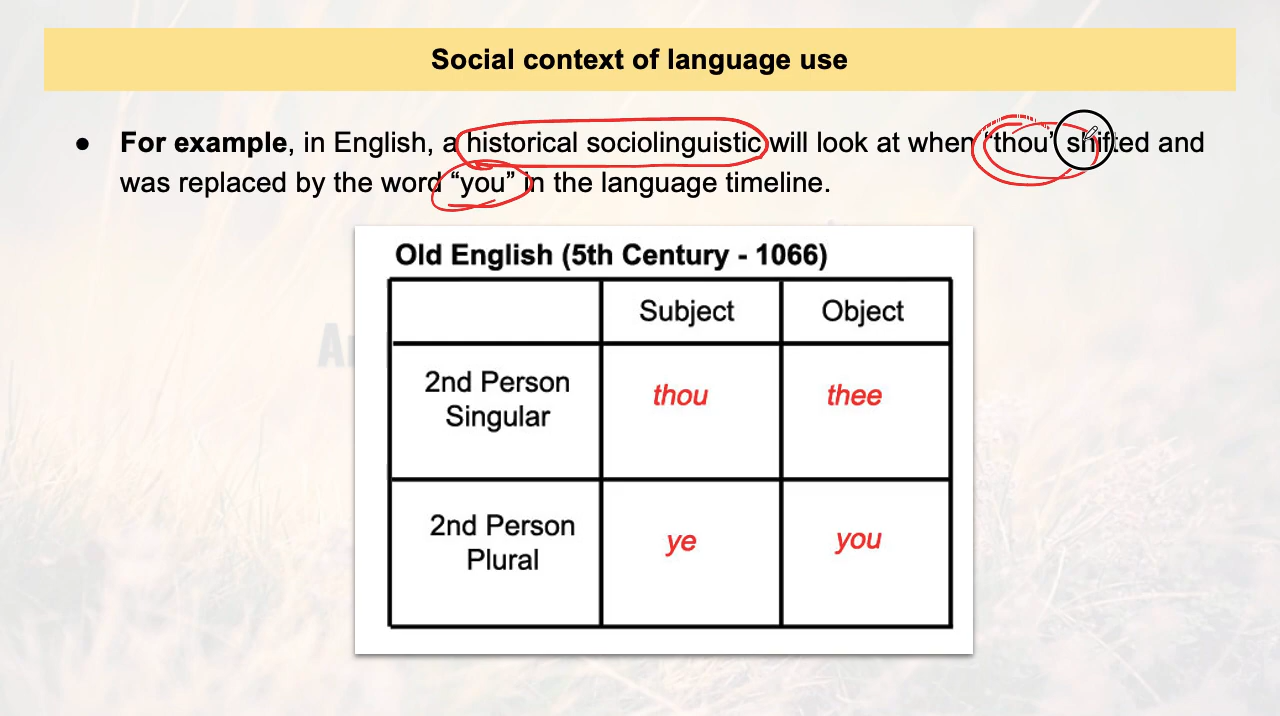 Social context of language use
● For example, in English, a historical sociolinguistic will look at when “thou” shifted and
was replaced by the word “you” in the language timeline.
Old English (5th Century - 1066)
Subject Object
2nd Person
Singular thou thee
2nd Person
Plural ye you